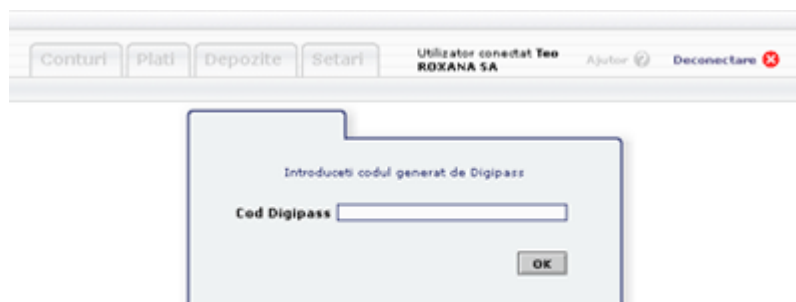 Conturi Plati Depozite Setari Utilizator conectat Teo Ajutor Deconectare
ROXANA SA
Introduceti codul generat de Digipass
Cod Digipass
OK